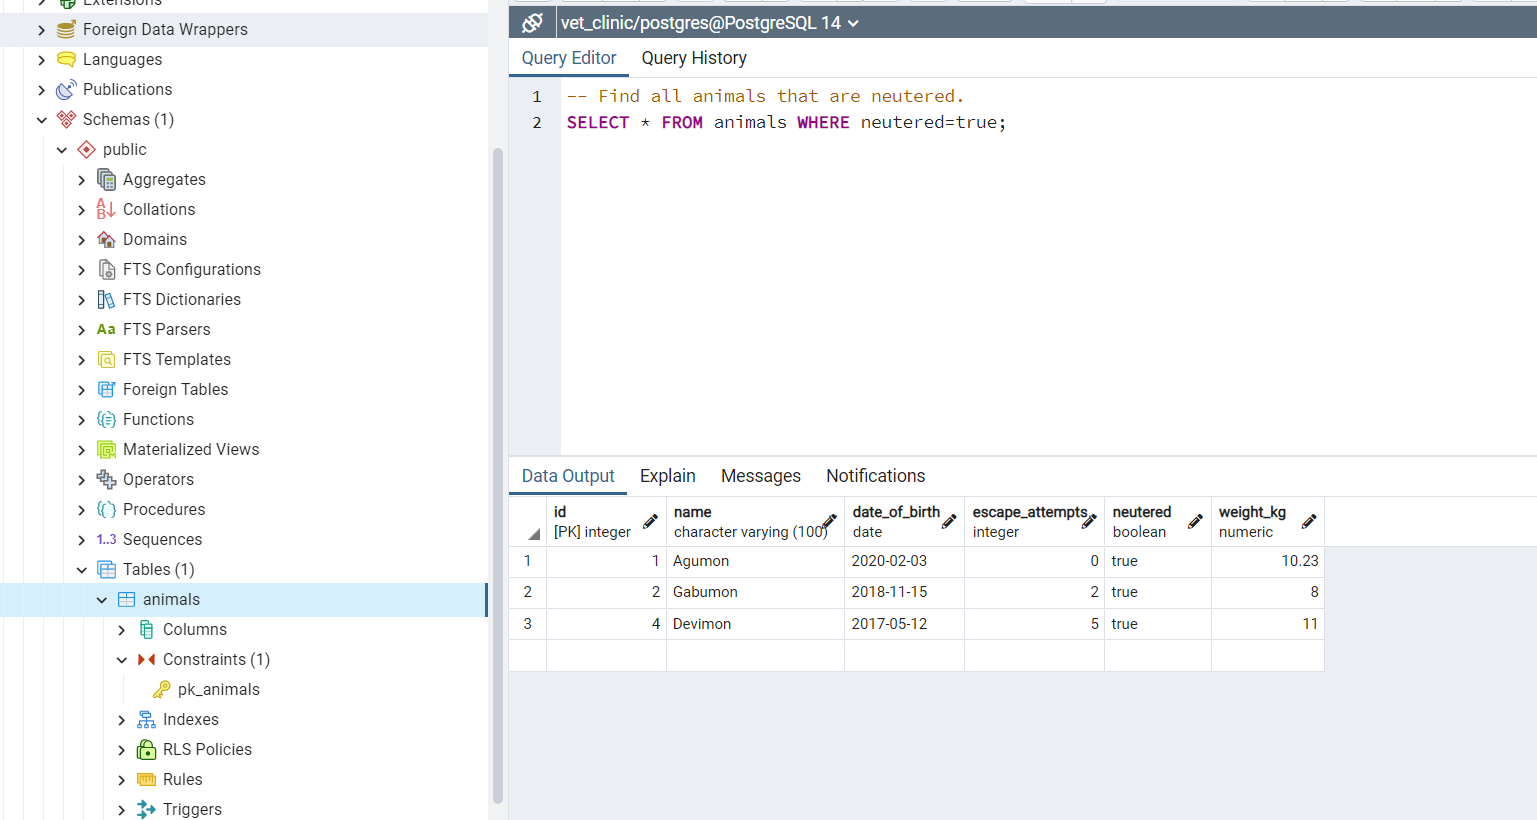 Extensions
Foreign Data Wrappers
Languages
Publications
Schemas (1)
public
Aggregates
Collations
Domains
FTS Configurations
FTS Dictionaries
Aa FTS Parsers
FTS Templates
Foreign Tables
Functions
Materialized Views
Operators
Procedures
1..3 Sequences
Tables (1)
animals
Columns
Constraints (1)
pk_animals
Indexes
RLS Policies
Rules
Triggers
vet_clinic/postgres@PostgreSQL 14
Query Editor Query History
1 -- Find all animals that are neutered.
2 SELECT * FROM animals WHERE neutered=true;
Data Output Explain Messages Notifications
id name date_of_birth escape_attempts neutered weight_kg
[PK] integer character varying (100) date integer boolean numeric
1 1 Agumon 2020-02-03 0 true 10.23
2 2 Gabumon 2018-11-15 2 true 8
3 4 Devimon 2017-05-12 5 true 11